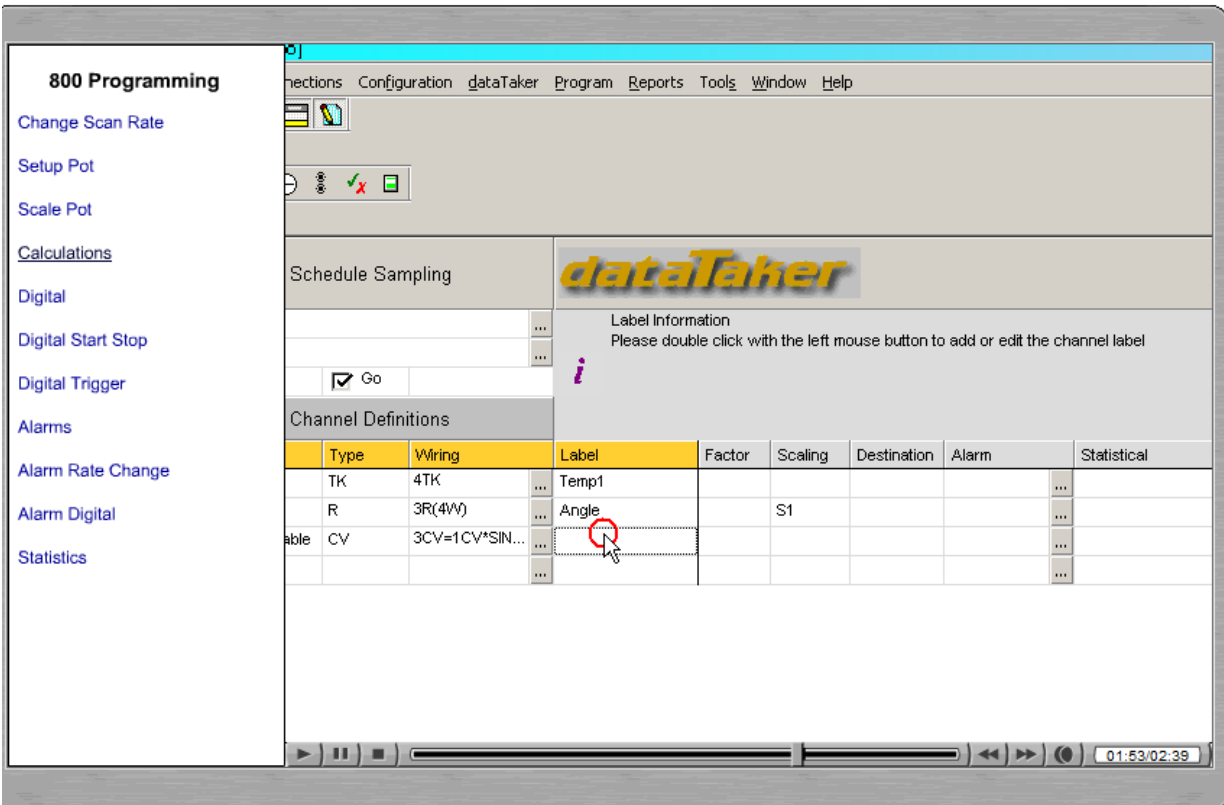 800 Programming
Change Scan Rate
Setup Pot
Scale Pot
Calculations
Digital
Digital Start Stop
Digital Trigger
Alarms
Alarm Rate Change
Alarm Digital
Statistics
nections Configuration dataTaker Program Reports Tools Window Help
Schedule Sampling
dataTaker
...
...
Go
Label Information
Please double click with the left mouse button to add or edit the channel label
i
Channel Definitions
Type Wiring Label Factor Scaling Destination Alarm Statistical
TK 4TK ... Temp1 ...
R 3R(4W) ... Angle S1 ...
able CV 3CV=1CV*SIN... ... ...
... ...
01:53/02:39